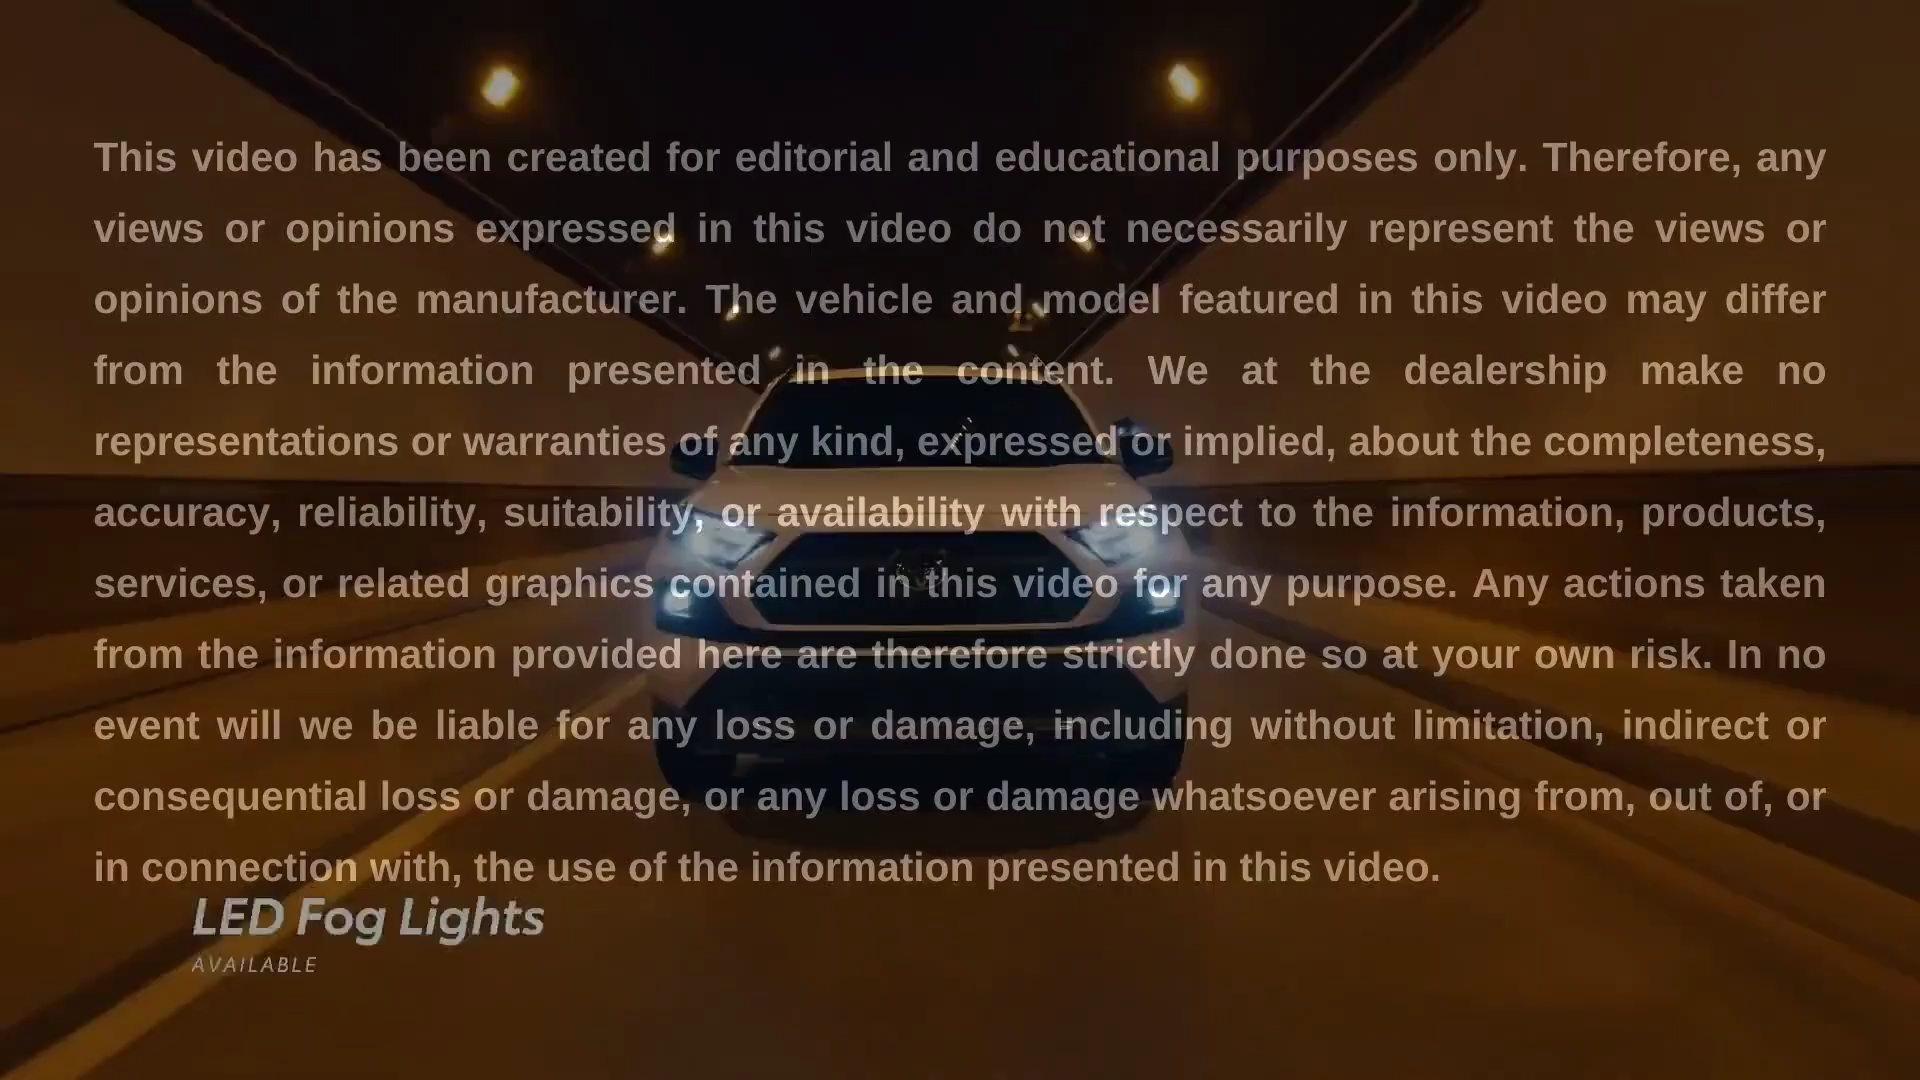 This video has been created for editorial and educational purposes only. Therefore, any
views or opinions expressed in this video do not necessarily represent the views or
opinions of the manufacturer. The vehicle and model featured in this video may differ
from the information presented in the content. We at the dealership make no
representations or warranties of any kind, expressed or implied, about the completeness,
accuracy, reliability, suitability, or availability with respect to the information, products,
services, or related graphics contained in this video for any purpose. Any actions taken
from the information provided here are therefore strictly done so at your own risk. In no
event will we be liable for any loss or damage, including without limitation, indirect or
consequential loss or damage, or any loss or damage whatsoever arising from, out of, or
in connection with, the use of the information presented in this video.
LED Fog Lights
AVAILABLE